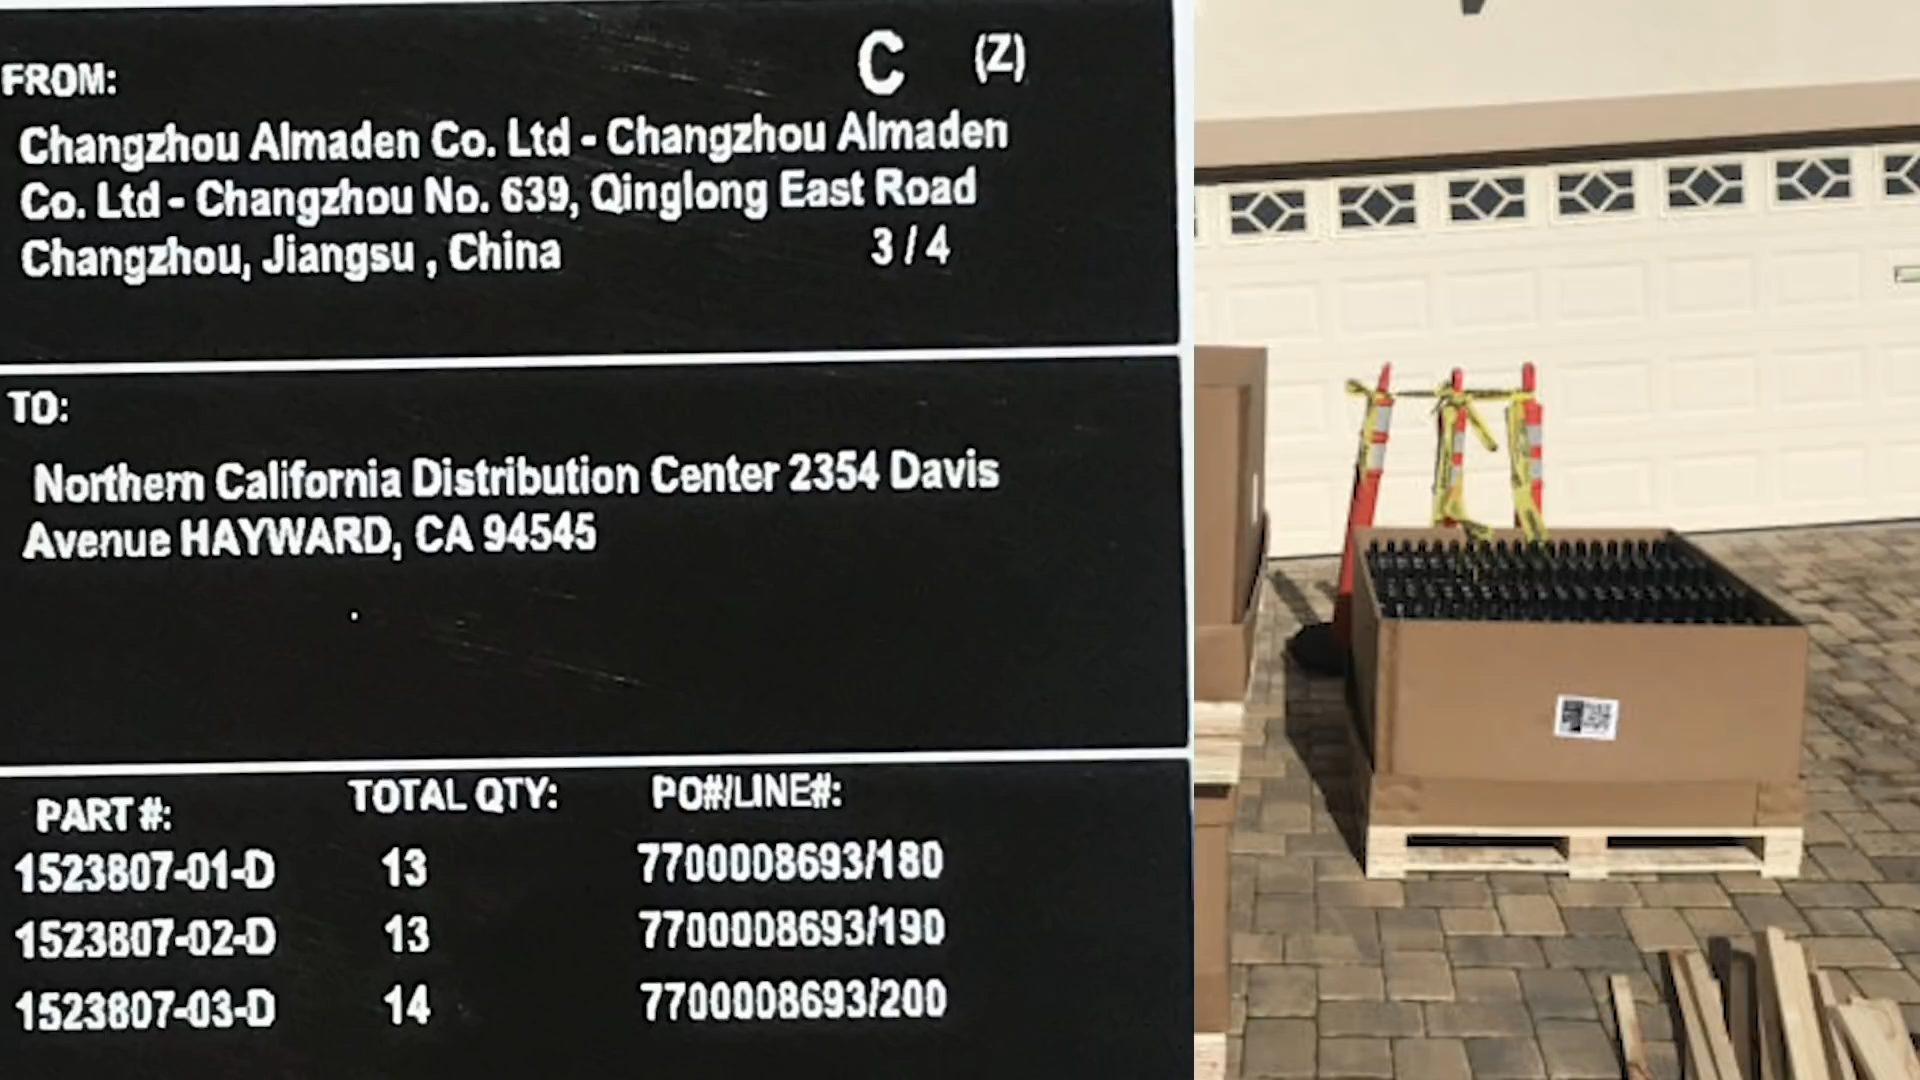 C (Z)
FROM:
Changzhou Almaden Co. Ltd - Changzhou Almaden
Co. Ltd - Changzhou No. 639, Qinglong East Road
Changzhou, Jiangsu , China 3 / 4
TO:
Northern California Distribution Center 2354 Davis
Avenue HAYWARD, CA 94545
PART #: TOTAL QTY: PO#/LINE#:
1523807-01-D 13 7700008693/180
1523807-02-D 13 7700008693/190
1523807-03-D 14 7700008693/200